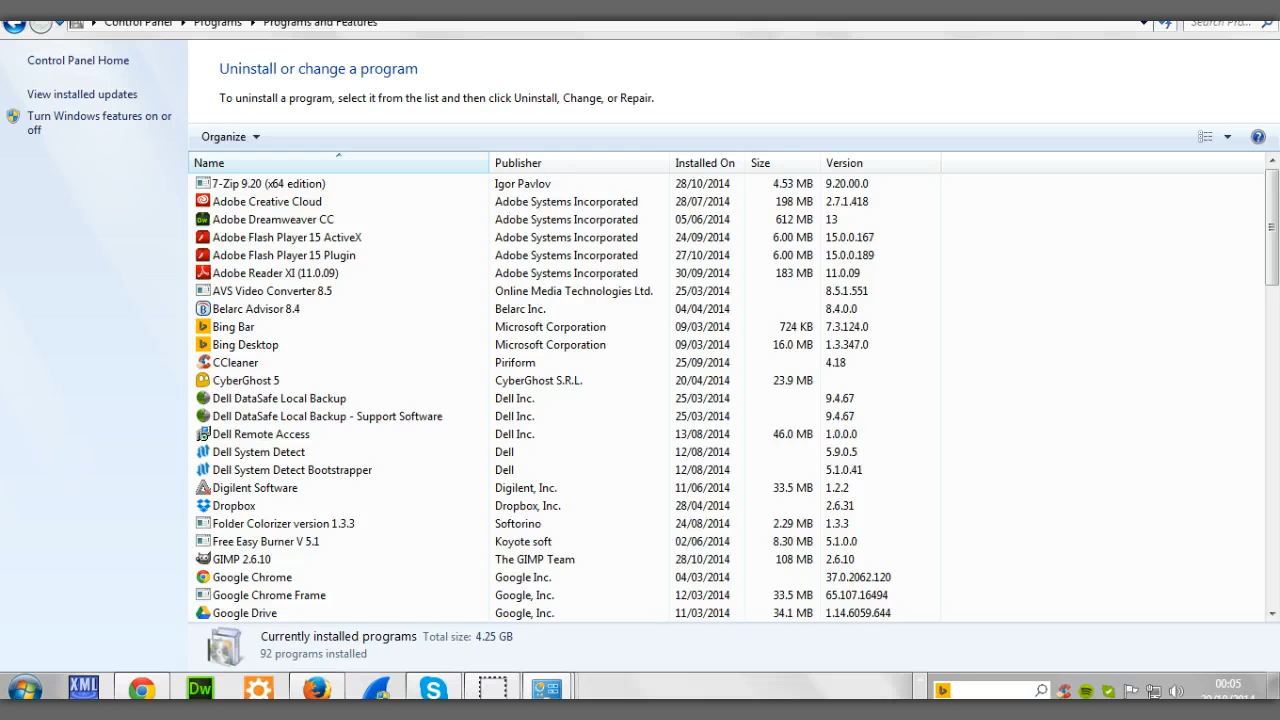 Control Panel Programs Programs and Features Search Pro...
Control Panel Home
View installed updates
Turn Windows features on or
off
Uninstall or change a program
To uninstall a program, select it from the list and then click Uninstall, Change, or Repair.
Organize
Name Publisher Installed On Size Version
7-Zip 9.20 (x64 edition) Igor Pavlov 28/10/2014 4.53 MB 9.20.00.0
Adobe Creative Cloud Adobe Systems Incorporated 28/07/2014 198 MB 2.7.1.418
Adobe Dreamweaver CC Adobe Systems Incorporated 05/06/2014 612 MB 13
Adobe Flash Player 15 ActiveX Adobe Systems Incorporated 24/09/2014 6.00 MB 15.0.0.167
Adobe Flash Player 15 Plugin Adobe Systems Incorporated 27/10/2014 6.00 MB 15.0.0.189
Adobe Reader XI (11.0.09) Adobe Systems Incorporated 30/09/2014 183 MB 11.0.09
AVS Video Converter 8.5 Online Media Technologies Ltd. 25/03/2014 8.5.1.551
Belarc Advisor 8.4 Belarc Inc. 04/04/2014 8.4.0.0
Bing Bar Microsoft Corporation 09/03/2014 724 KB 7.3.124.0
Bing Desktop Microsoft Corporation 09/03/2014 16.0 MB 1.3.347.0
CCleaner Piriform 25/09/2014 4.18
CyberGhost 5 CyberGhost S.R.L. 20/04/2014 23.9 MB
Dell DataSafe Local Backup Dell Inc. 25/03/2014 9.4.67
Dell DataSafe Local Backup - Support Software Dell Inc. 25/03/2014 9.4.67
Dell Remote Access Dell Inc. 13/08/2014 46.0 MB 1.0.0.0
Dell System Detect Dell 12/08/2014 5.9.0.5
Dell System Detect Bootstrapper Dell 12/08/2014 5.1.0.41
Digilent Software Digilent, Inc. 11/06/2014 33.5 MB 1.2.2
Dropbox Dropbox, Inc. 28/04/2014 2.6.31
Folder Colorizer version 1.3.3 Softorino 24/08/2014 2.29 MB 1.3.3
Free Easy Burner V 5.1 Koyote soft 02/06/2014 8.30 MB 5.1.0.0
GIMP 2.6.10 The GIMP Team 28/10/2014 108 MB 2.6.10
Google Chrome Google Inc. 04/03/2014 37.0.2062.120
Google Chrome Frame Google, Inc. 12/03/2014 33.5 MB 65.107.16494
Google Drive Google, Inc. 11/03/2014 34.1 MB 1.14.6059.644
Currently installed programs Total size: 4.25 GB
92 programs installed
XML Dw 00:05